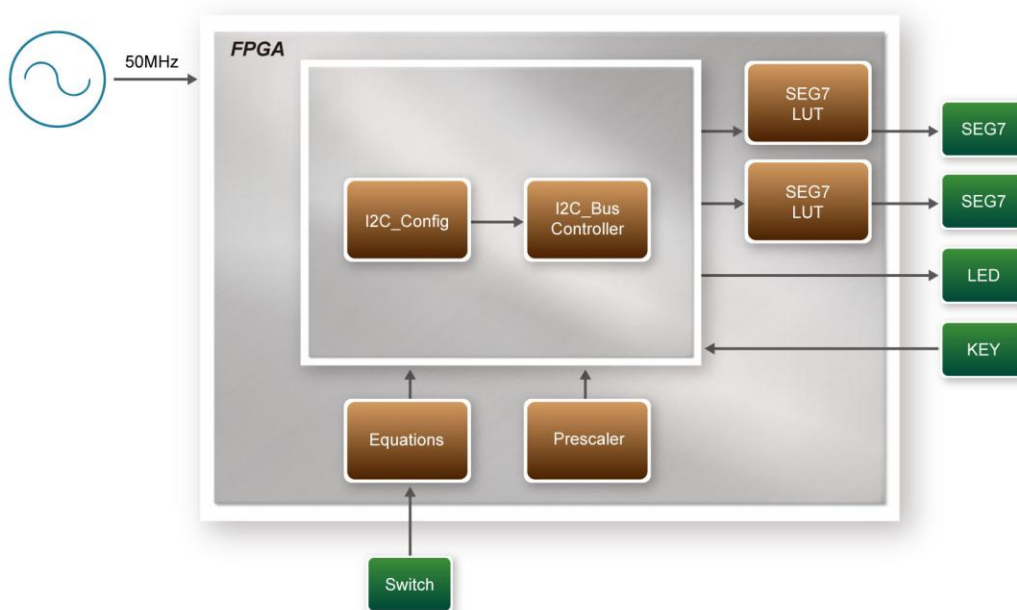 50MHz
FPGA
SEG7
LUT
SEG7
SEG7
LUT
SEG7
I2C_Config
I2C_Bus
Controller
LED
KEY
Equations
Prescaler
Switch